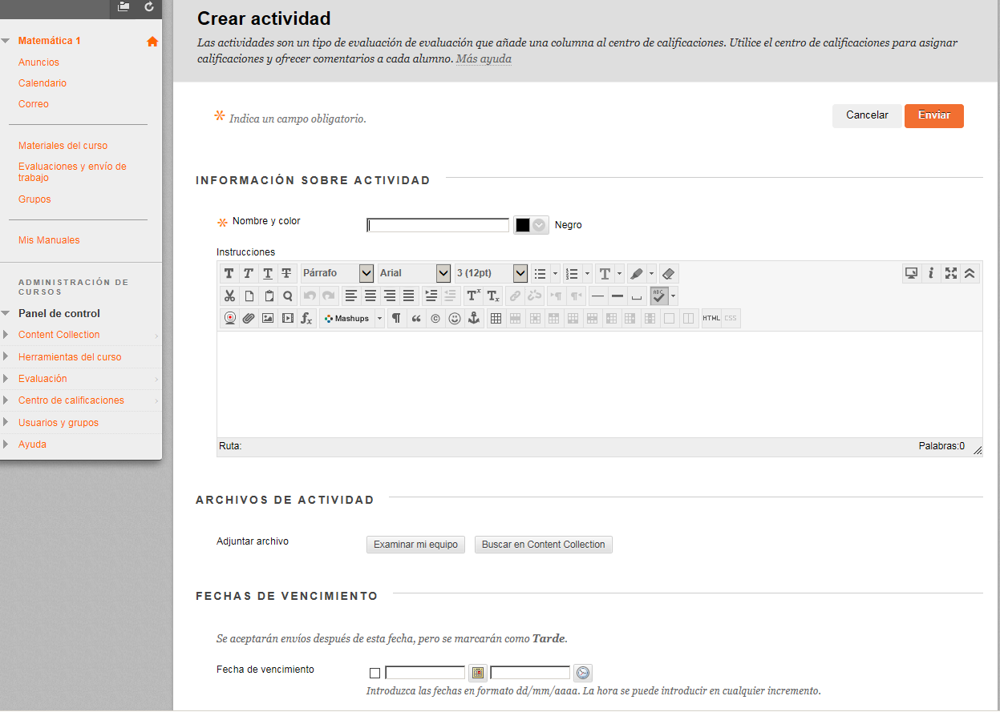 Matemática 1
Anuncios
Calendario
Correo
Materiales del curso
Evaluaciones y envío de
trabajo
Grupos
Mis Manuales
ADMINISTRACIÓN DE
CURSOS
Panel de control
Content Collection
Herramientas del curso
Evaluación
Centro de calificaciones
Usuarios y grupos
Ayuda
Crear actividad
Las actividades son un tipo de evaluación de evaluación que añade una columna al centro de calificaciones. Utilice el centro de calificaciones para asignar
calificaciones y ofrecer comentarios a cada alumno. Más ayuda
Indica un campo obligatorio.
Cancelar Enviar
INFORMACIÓN SOBRE ACTIVIDAD
Nombre y color Negro
Instrucciones
T T T T Párrafo Arial 3 (12pt) T
ABC
Mashups HTML CSS
Ruta: Palabras:0
ARCHIVOS DE ACTIVIDAD
Adjuntar archivo Examinar mi equipo Buscar en Content Collection
FECHAS DE VENCIMIENTO
Se aceptarán envíos después de esta fecha, pero se marcarán como Tarde.
Fecha de vencimiento
Introduzca las fechas en formato dd/mm/aaaa. La hora se puede introducir en cualquier incremento.